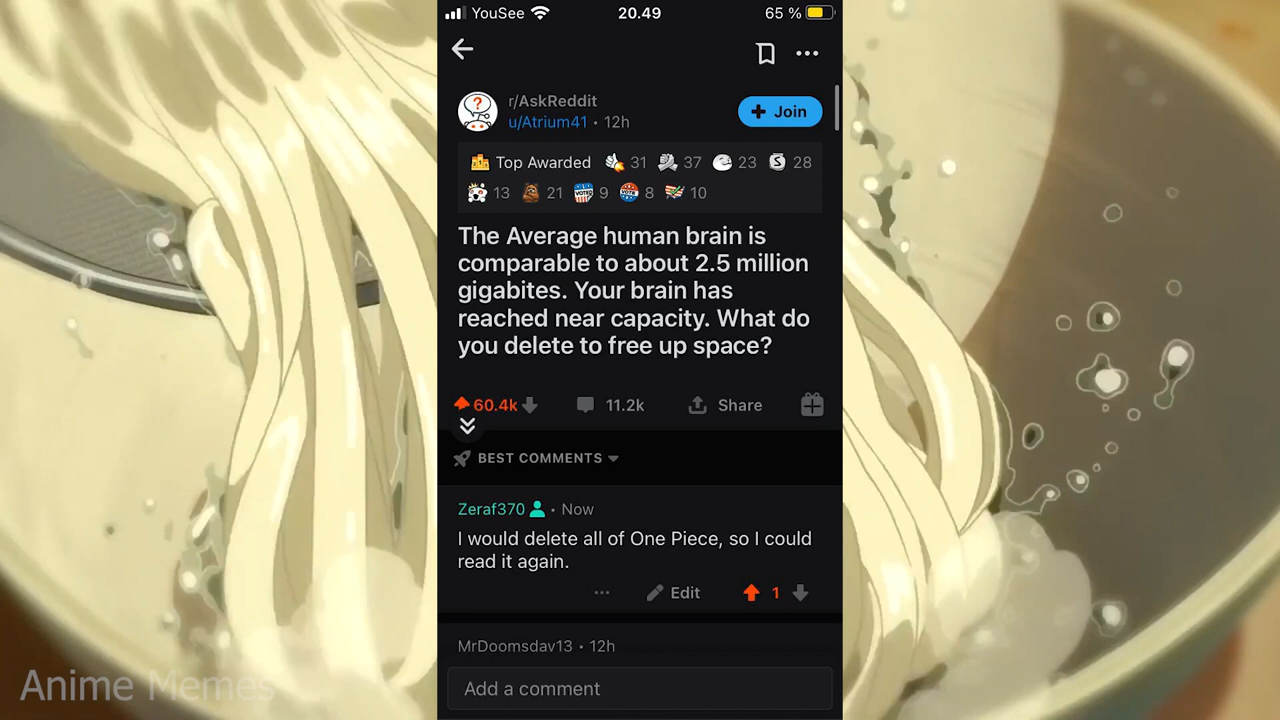 YouSee 20.49 65 %
r/AskReddit
u/Atrium41 • 12h
+ Join
Top Awarded 31 37 23 S 28
13 21 VOTED 9 VOTE 8 10
The Average human brain is
comparable to about 2.5 million
gigabites. Your brain has
reached near capacity. What do
you delete to free up space?
60.4k 11.2k Share
BEST COMMENTS
Zeraf370 • Now
I would delete all of One Piece, so I could
read it again.
... Edit 1
MrDoomsdav13 • 12h
Add a comment
Anime Memes